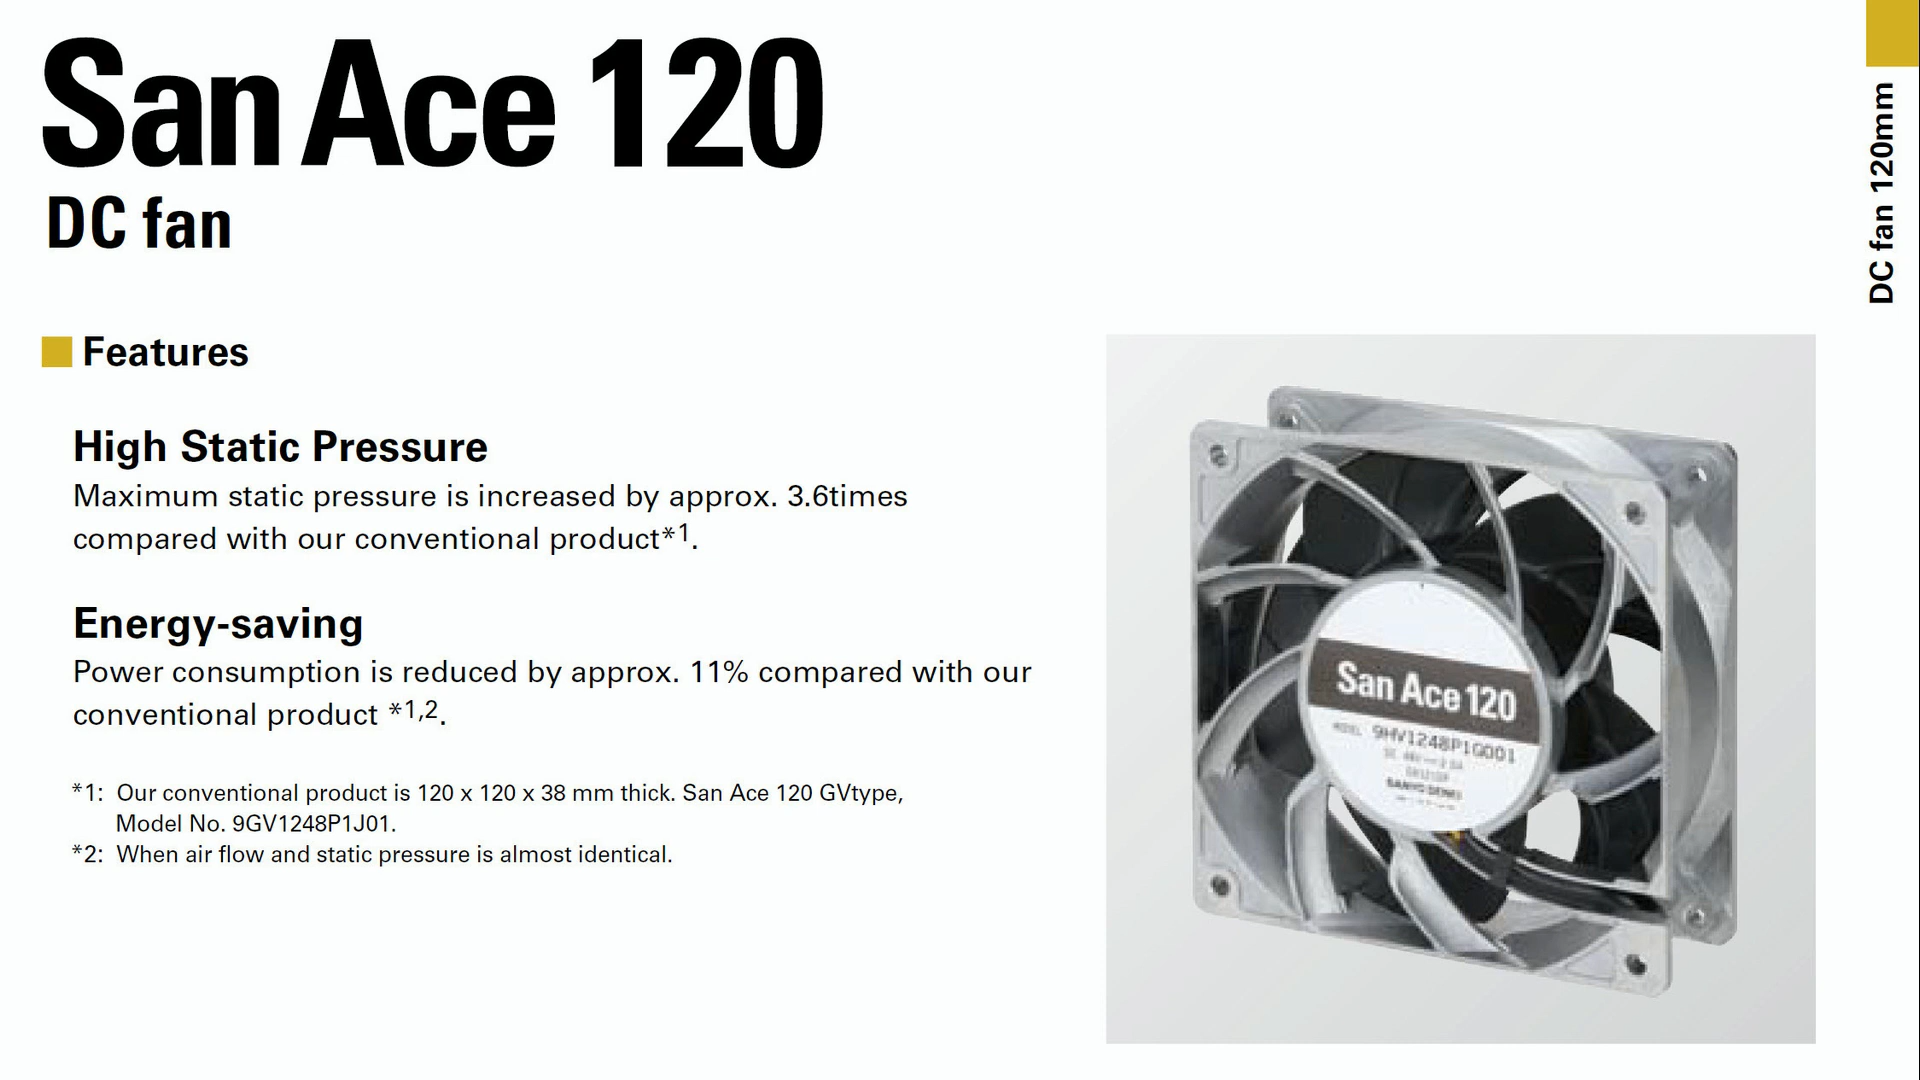 San Ace 120
DC fan
DC fan 120mm
Features
High Static Pressure
Maximum static pressure is increased by approx. 3.6times
compared with our conventional product*1.
Energy-saving
Power consumption is reduced by approx. 11% compared with our
conventional product *1,2.
*1: Our conventional product is 120 x 120 x 38 mm thick. San Ace 120 GVtype,
Model No. 9GV1248P1J01.
*2: When air flow and static pressure is almost identical.
San Ace 120
MODEL 9HV1248P1G001
SANYO DENKI